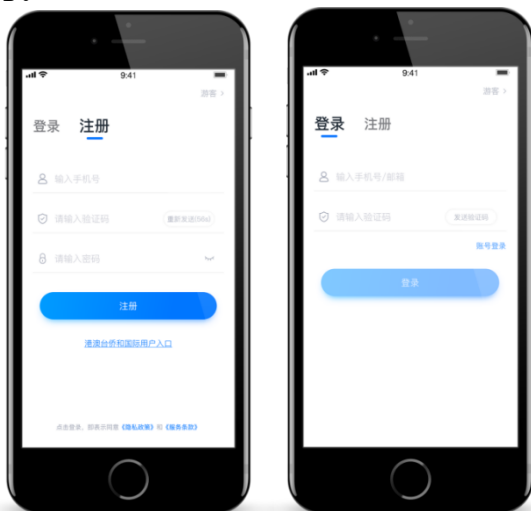 9:41
游客 >
登录 注册
输入手机号
请输入验证码 重新发送(58s)
请输入密码
注册
港澳台侨和国际用户入口
点击登录，即表示同意《隐私政策》和《服务条款》
9:41
游客 >
登录 注册
输入手机号/邮箱
请输入验证码 发送验证码
账号登录
登录